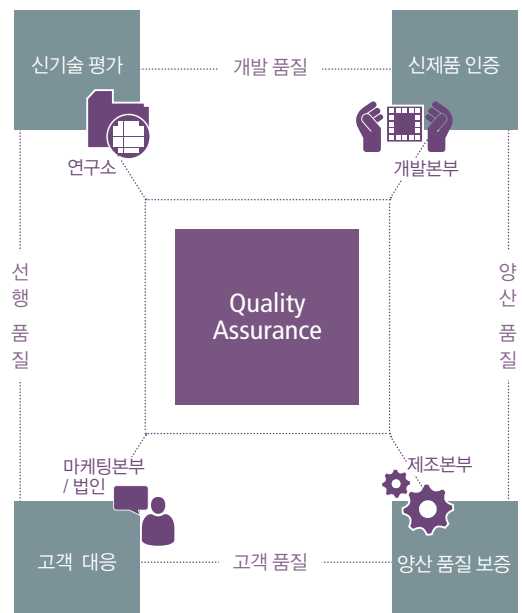 신기술 평가
개발 품질
신제품 인증
연구소
개발본부
선행 품질
양산 품질
Quality
Assurance
마케팅본부
/ 법인
제조본부
고객 대응
고객 품질
양산 품질 보증